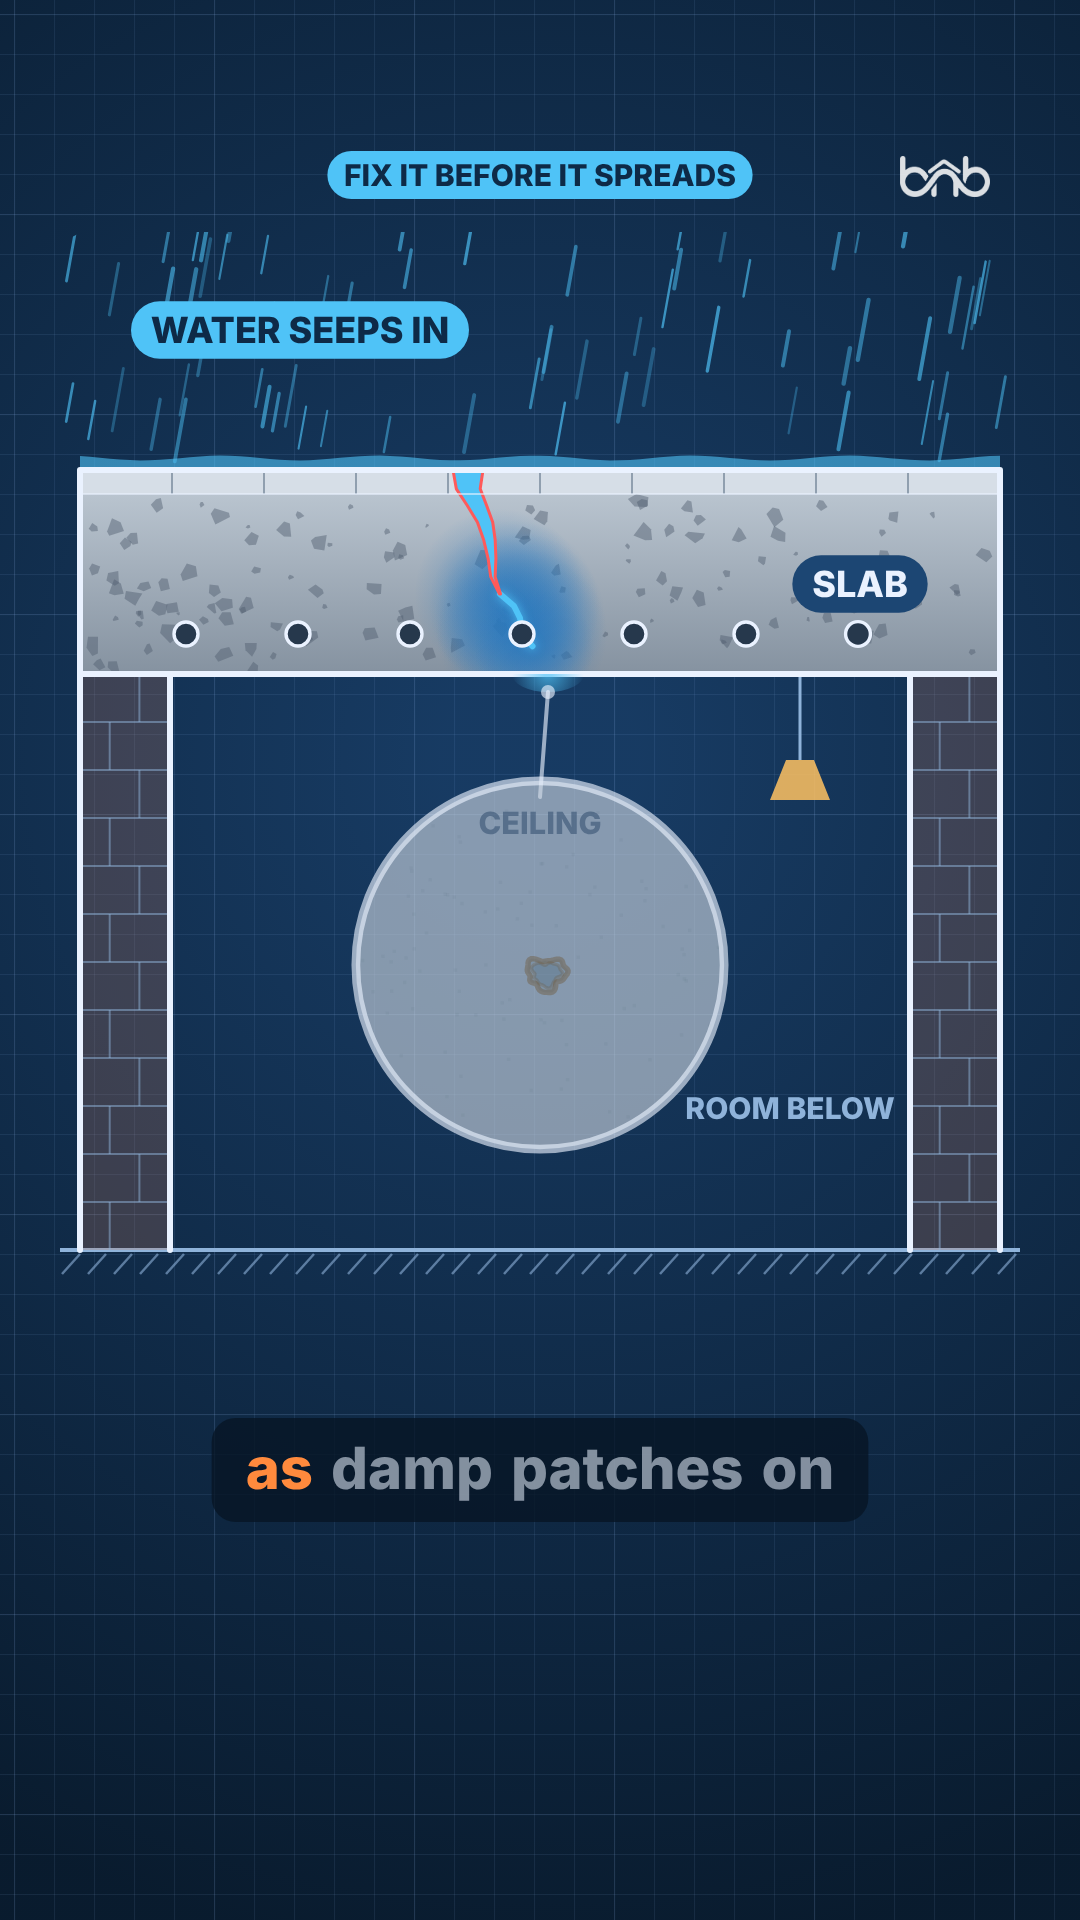 FIX IT BEFORE IT SPREADS
bnb
WATER SEEPS IN
SLAB
CEILING
ROOM BELOW
as damp patches on